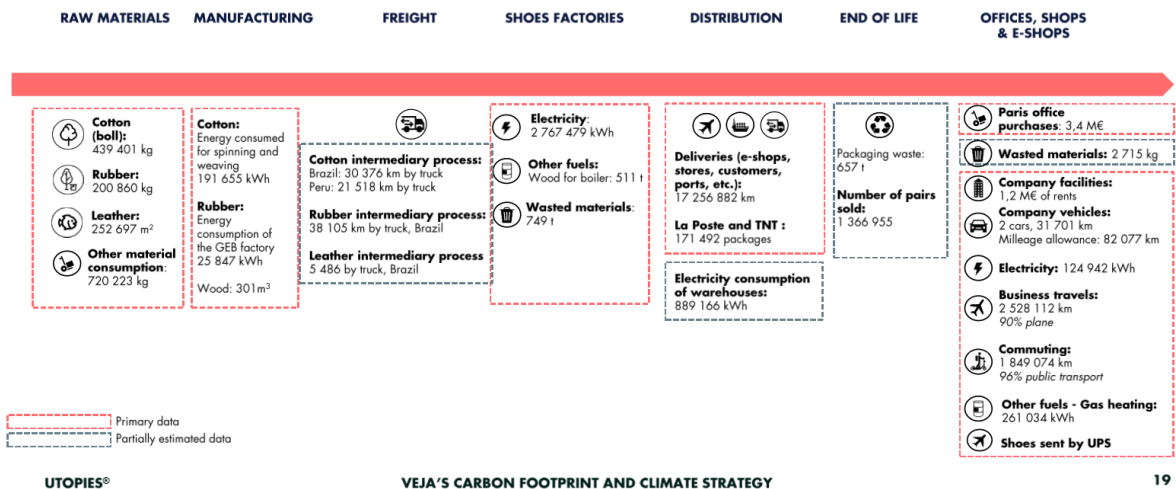 RAW MATERIALS
MANUFACTURING
FREIGHT
SHOES FACTORIES
DISTRIBUTION
END OF LIFE
OFFICES, SHOPS
& E-SHOPS
Cotton
(boll):
439 401 kg
Rubber:
200 860 kg
Leather:
252 697 m²
Other material
consumption:
720 223 kg
Cotton:
Energy consumed
for spinning and
weaving
191 655 kWh
Rubber:
Energy
consumption of
the GEB factory
25 847 kWh
Wood: 301m³
Cotton intermediary process:
Brazil: 30 376 km by truck
Peru: 21 518 km by truck
Rubber intermediary process:
38 105 km by truck, Brazil
Leather intermediary process
5 486 by truck, Brazil
Electricity:
2 767 479 kWh
Other fuels:
Wood for boiler: 511 t
Wasted materials:
749 t
Deliveries (e-shops,
stores, customers,
ports, etc.):
17 256 882 km
La Poste and TNT :
171 492 packages
Electricity consumption
of warehouses:
889 166 kWh
Packaging waste:
657 t
Number of pairs
sold:
1 366 955
Paris office
purchases: 3,4 M€
Wasted materials: 2 715 kg
Company facilities:
1,2 M€ of rents
Company vehicles:
2 cars, 31 701 km
Mileage allowance: 82 077 km
Electricity: 124 942 kWh
Business travels:
2 528 112 km
90% plane
Commuting:
1 849 074 km
96% public transport
Other fuels - Gas heating:
261 034 kWh
Shoes sent by UPS
Primary data
Partially estimated data
UTOPIES®
VEJA'S CARBON FOOTPRINT AND CLIMATE STRATEGY
19